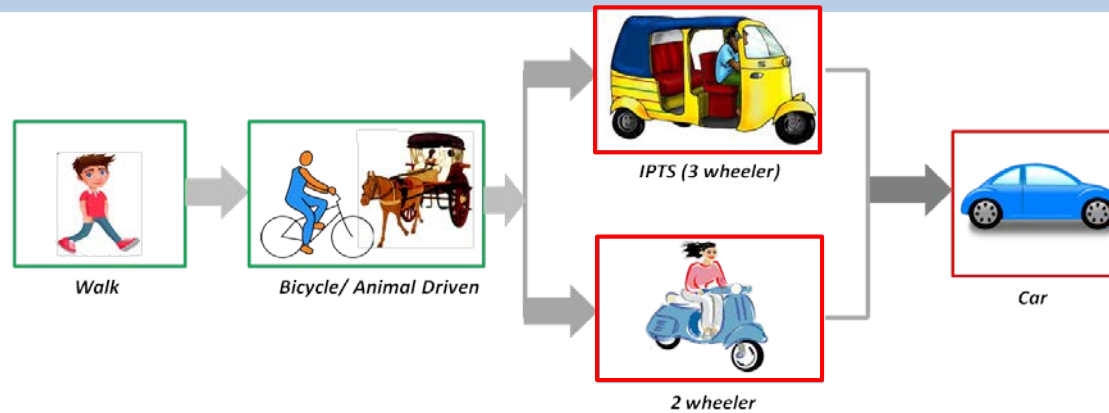 Walk
Bicycle/ Animal Driven
IPTS (3 wheeler)
2 wheeler
Car